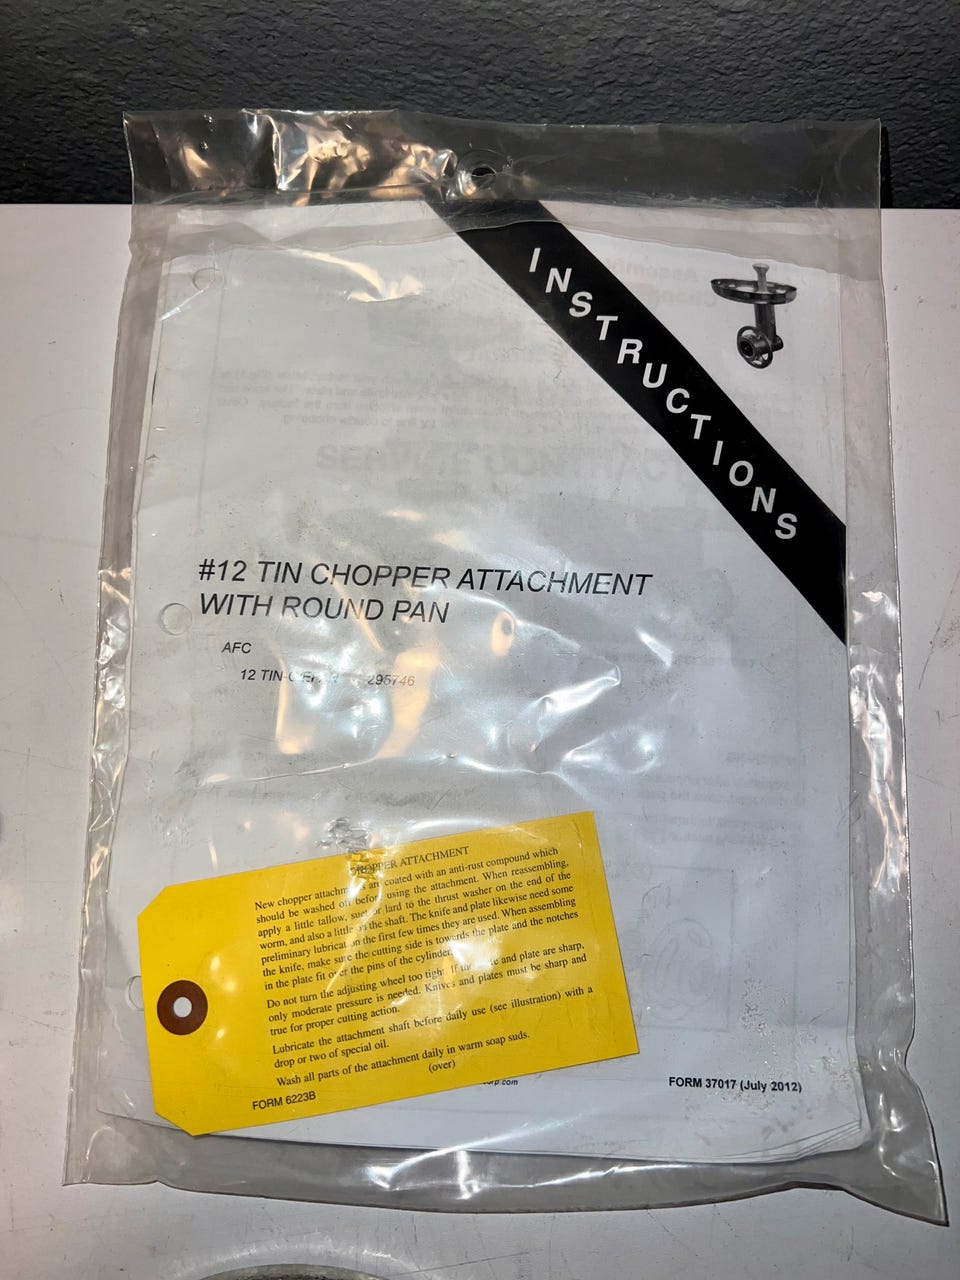 INSTRUCTIONS
#12 TIN CHOPPER ATTACHMENT
WITH ROUND PAN
AFC
12 TIN 295746
CHOPPER ATTACHMENT
New chopper attachments are coated with an anti-rust compound which
should be washed off before using the attachment. When reassembling,
apply a little tallow, suet or lard to the thrust washer on the end of the
worm, and also a little on the shaft. The knife and plate likewise need some
preliminary lubrication the first few times they are used. When assembling
the knife, make sure the cutting side is towards the plate and the notches
in the plate fit over the pins of the cylinder.
Do not turn the adjusting wheel too tight. If the knife and plate are sharp,
only moderate pressure is needed. Knives and plates must be sharp and
true for proper cutting action.
Lubricate the attachment shaft before daily use (see illustration) with a
drop or two of special oil.
Wash all parts of the attachment daily in warm soap suds.
(over)
FORM 6223B
corp.com
FORM 37017 (July 2012)